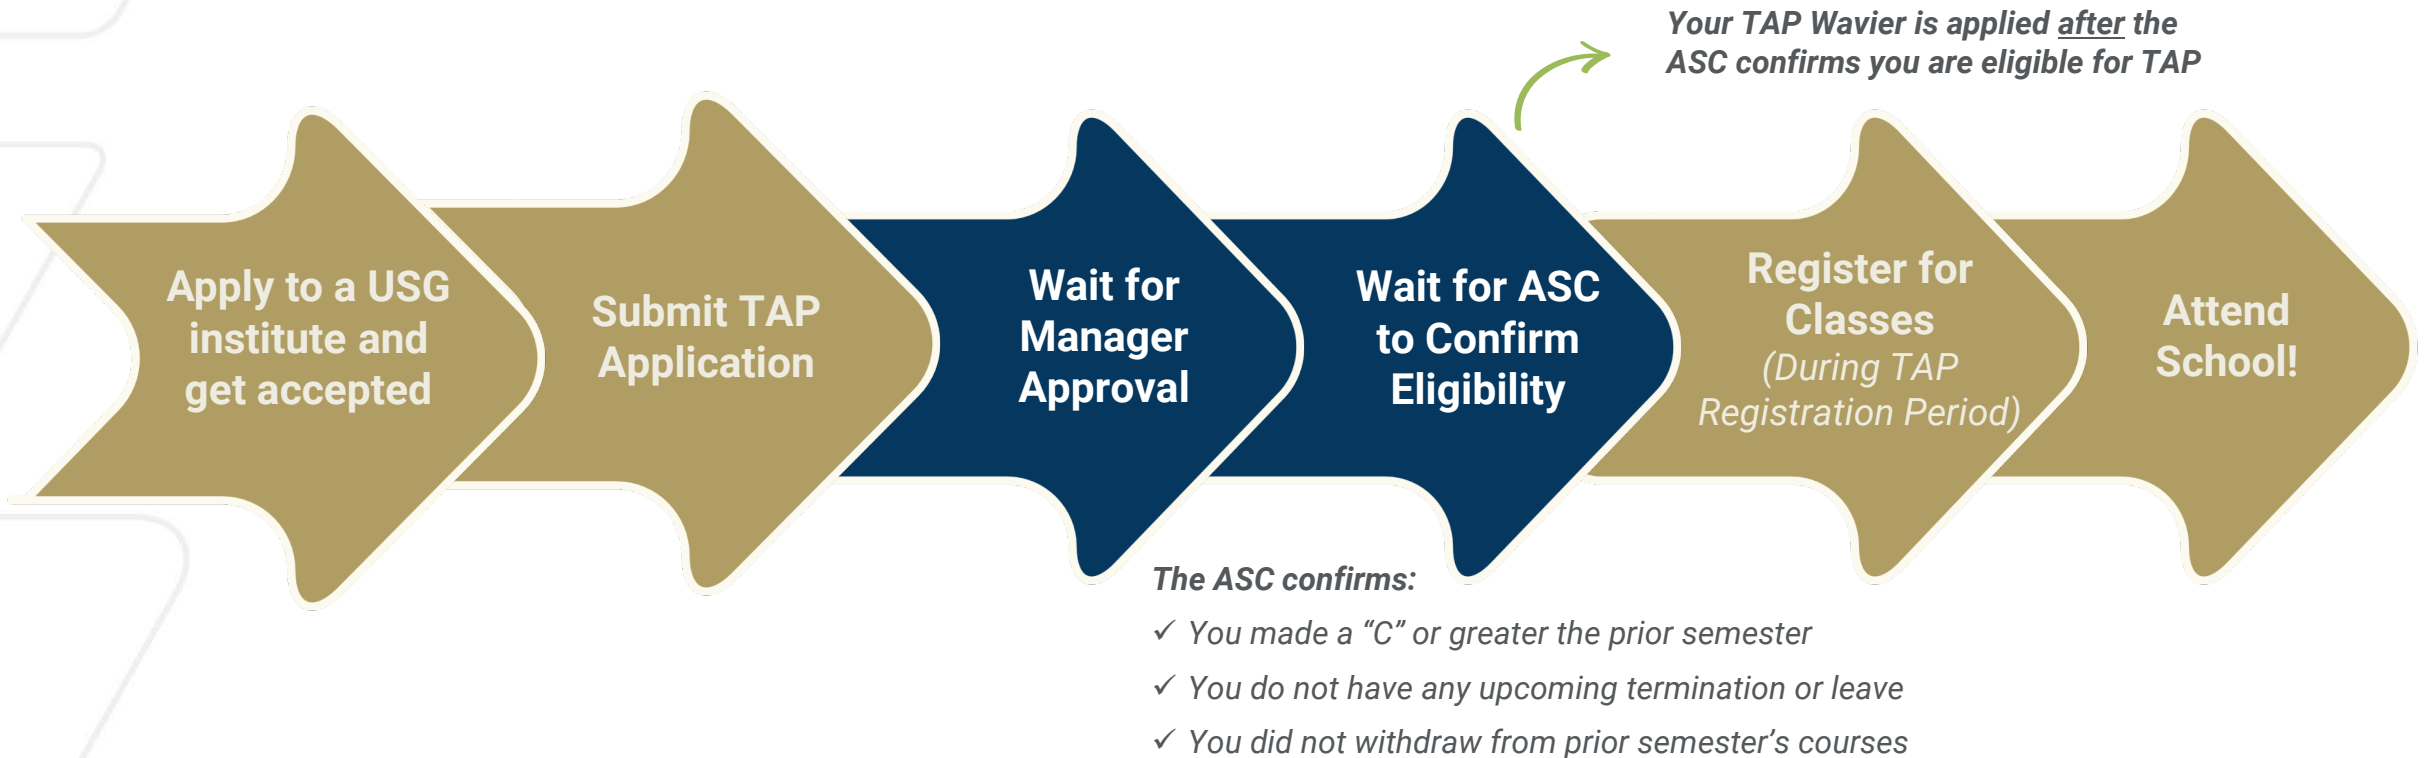 Your TAP Wavier is applied after the
ASC confirms you are eligible for TAP
Apply to a USG
institute and
get accepted
Submit TAP
Application
Wait for
Manager
Approval
Wait for ASC
to Confirm
Eligibility
Register for
Classes
(During TAP
Registration Period)
Attend
School!
The ASC confirms:
✓ You made a “C” or greater the prior semester
✓ You do not have any upcoming termination or leave
✓ You did not withdraw from prior semester’s courses